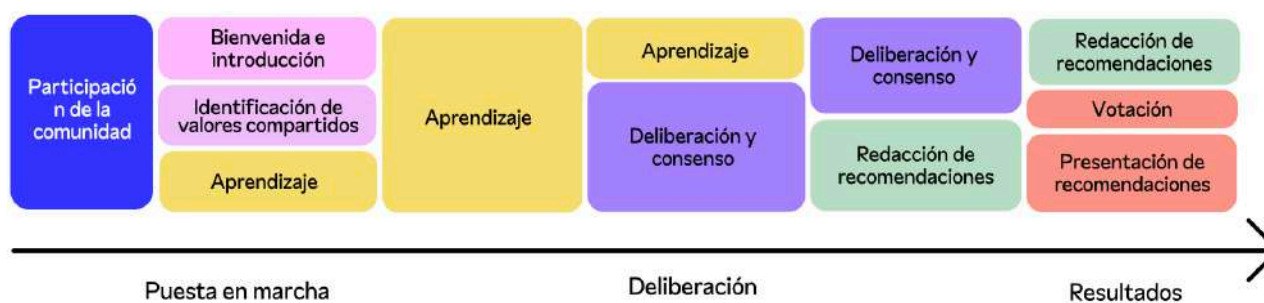 Participació
n de la
comunidad
Bienvenida e
introducción
Identificación de
valores compartidos
Aprendizaje
Aprendizaje
Aprendizaje
Deliberación y
consenso
Deliberación y
consenso
Redacción de
recomendaciones
Redacción de
recomendaciones
Votación
Presentación de
recomendaciones
Puesta en marcha
Deliberación
Resultados